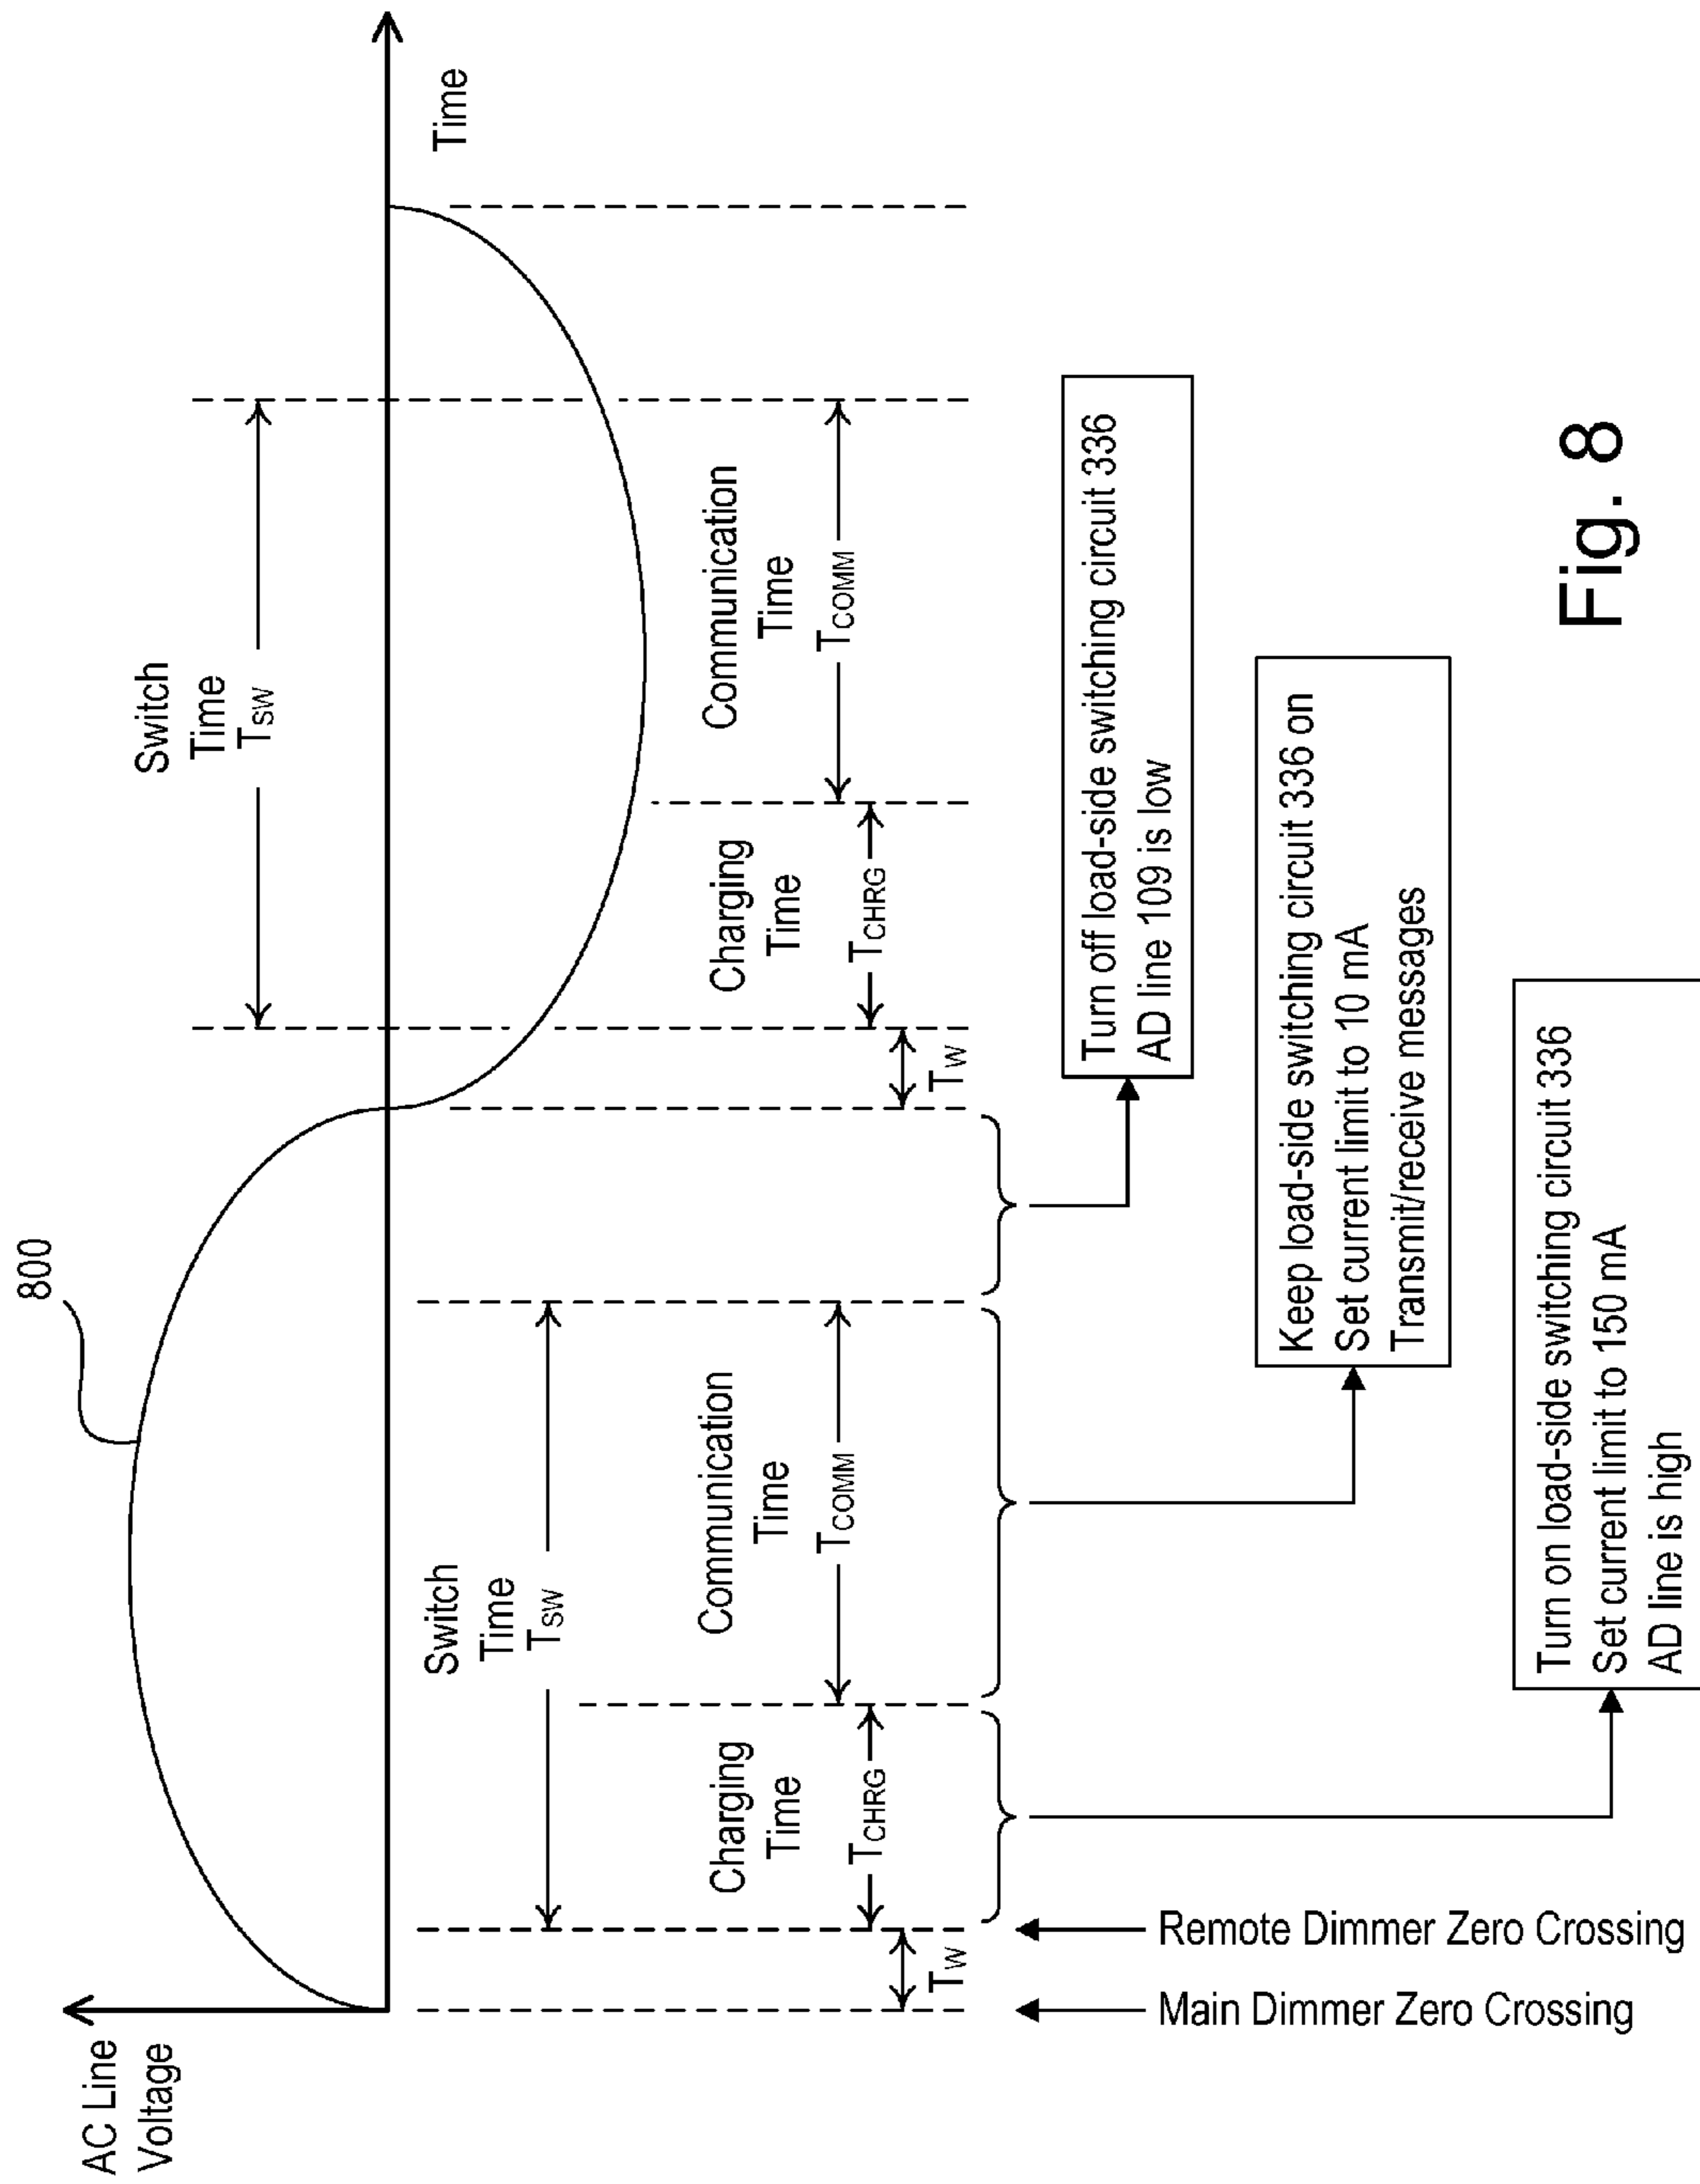 AC Line
Voltage
800
Time
Switch
Time
TSW
Switch
Time
TSW
Charging
Time
TCHRG
Communication
Time
TCOMM
Charging
Time
TCHRG
Communication
Time
TCOMM
TW
TW
Main Dimmer Zero Crossing
Remote Dimmer Zero Crossing
Turn off load-side switching circuit 336
AD line 109 is low
Keep load-side switching circuit 336 on
Set current limit to 10 mA
Transmit/receive messages
Turn on load-side switching circuit 336
Set current limit to 150 mA
AD line is high
Fig. 8